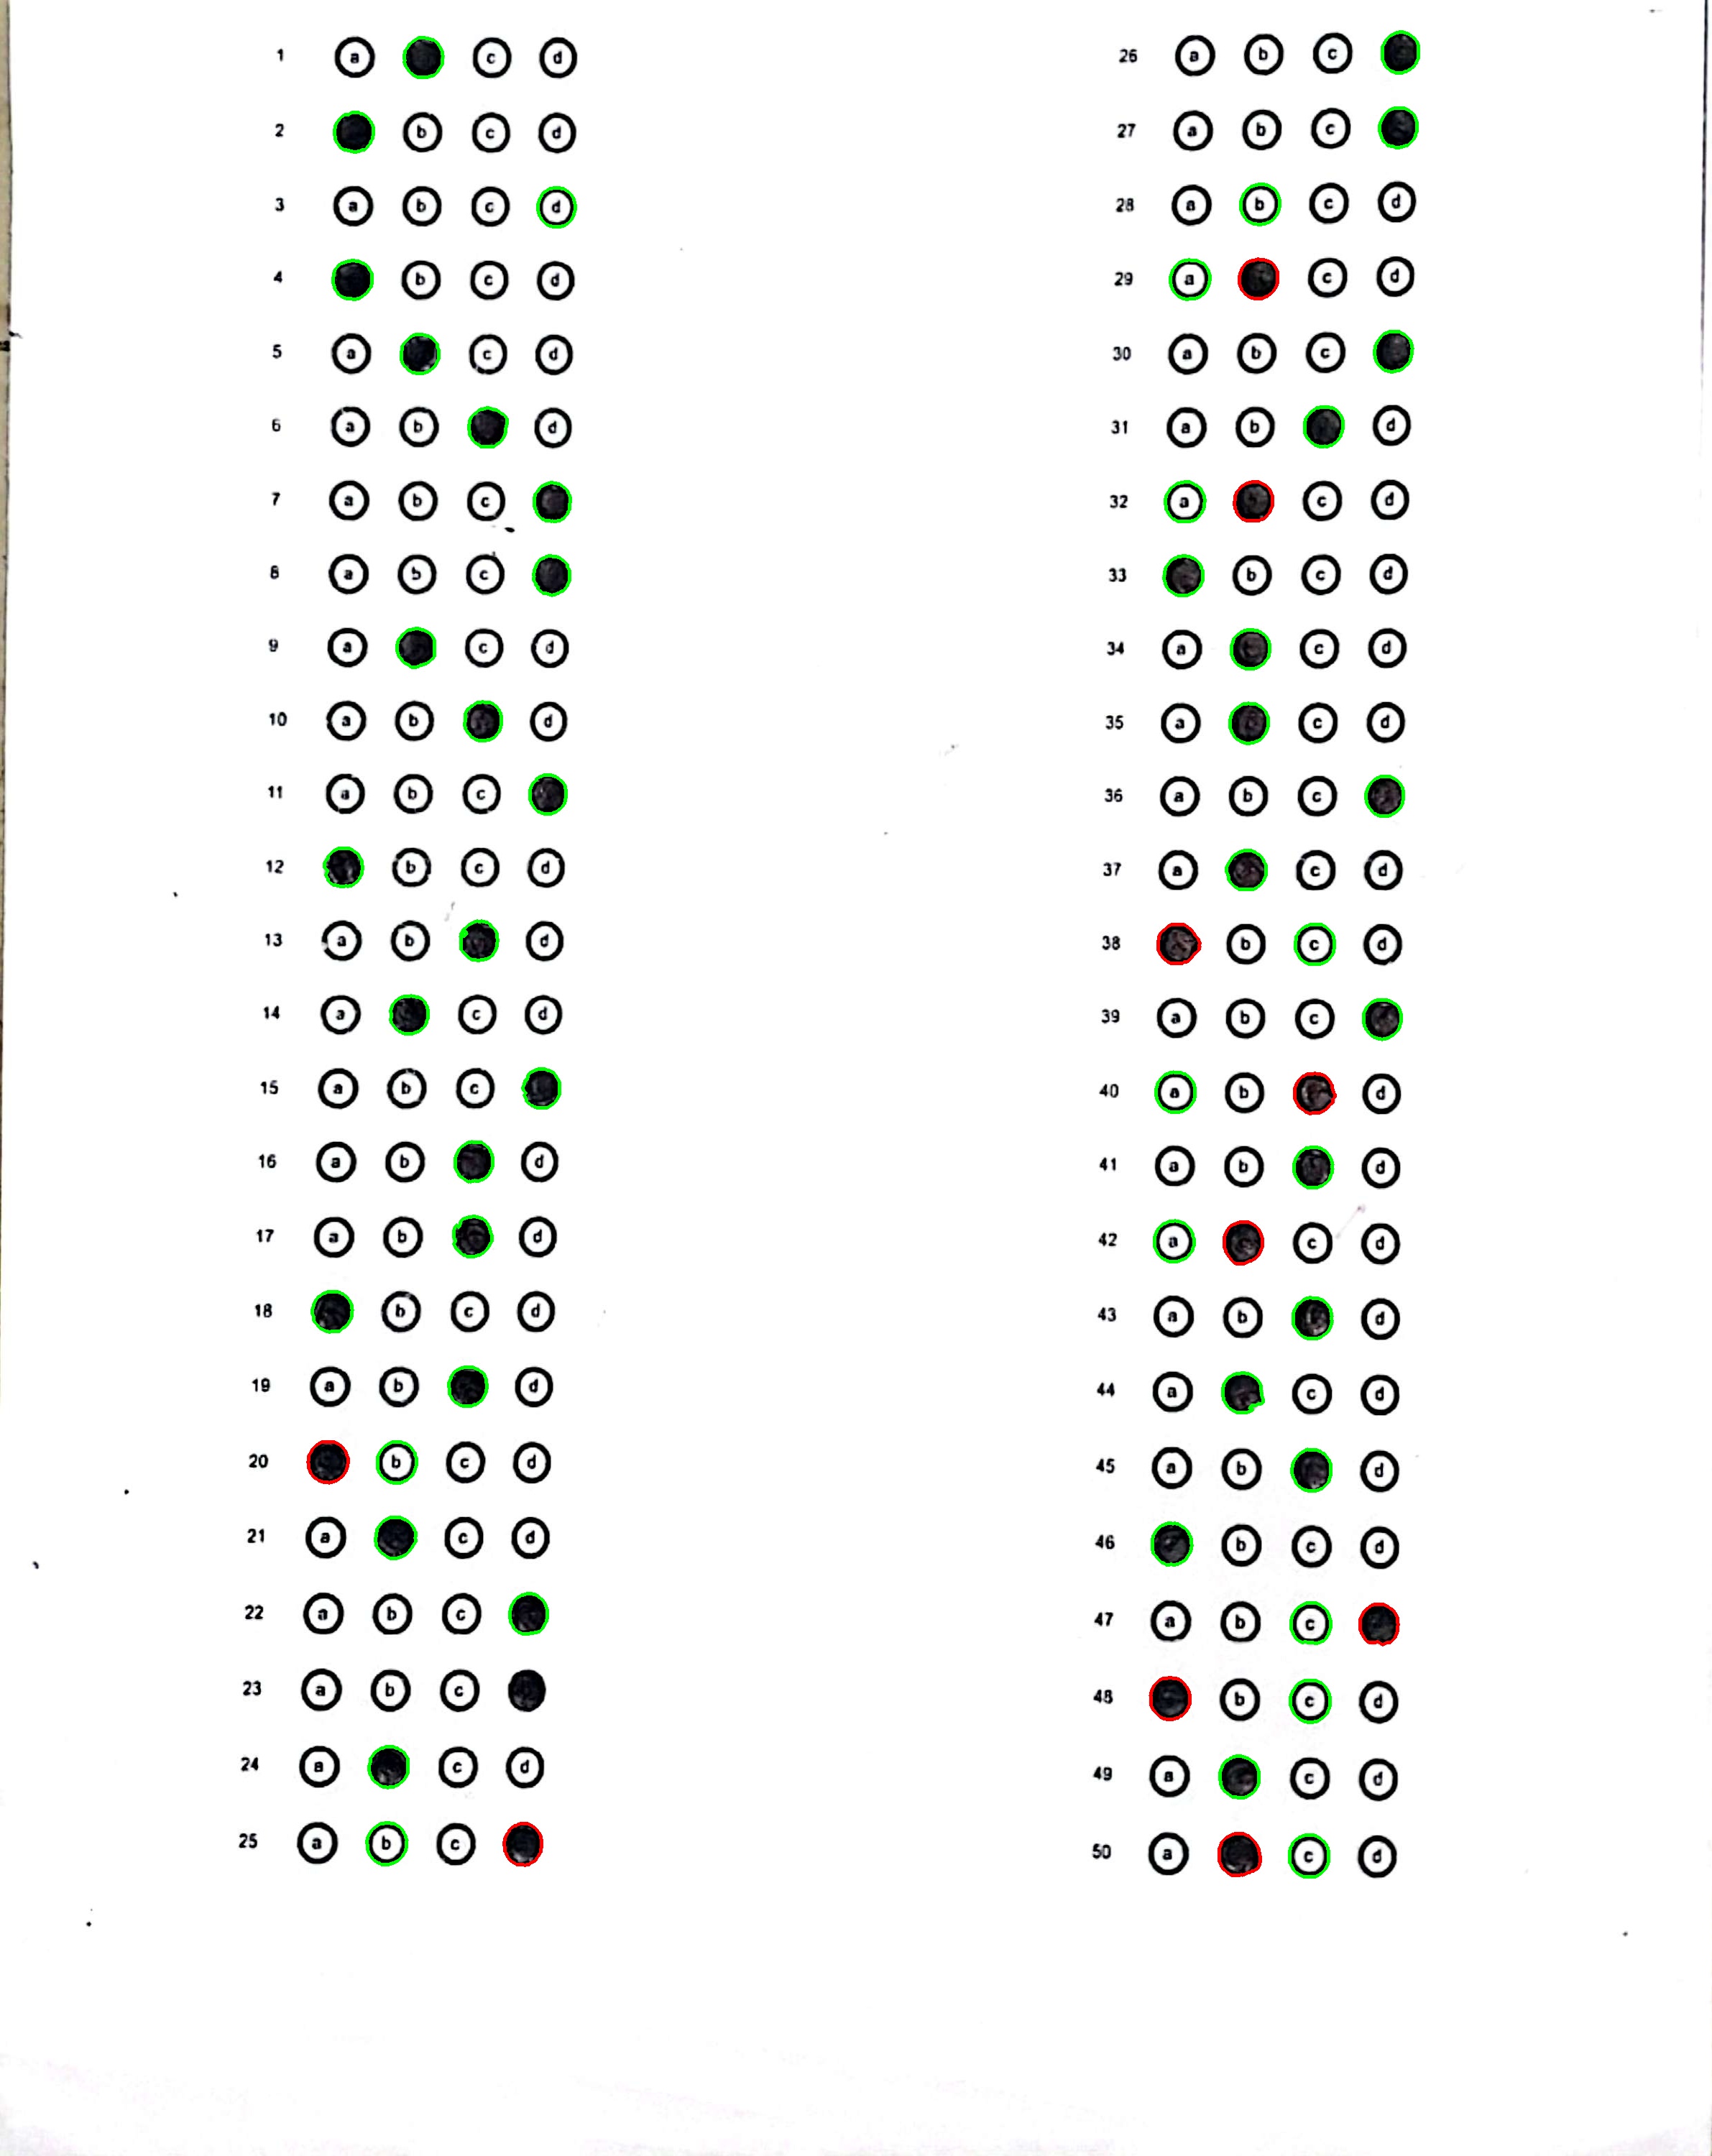 1 a c d
2 b c d
3 a b c d
4 b c d
5 a c d
6 a b d
7 a b c
8 a b c
9 a c d
10 a b d
11 a b c
12 b c d
13 a b d
14 a c d
15 a b c
16 a b d
17 a b d
18 b c d
19 a b d
20 b c d
21 a c d
22 a b c
23 a b c
24 a c d
25 a b c
26 a b c
27 a b c
28 a b c d
29 a c d
30 a b c
31 a b d
32 a c d
33 b c d
34 a c d
35 a c d
36 a b c
37 a c d
38 b c d
39 a b c
40 a b d
41 a b d
42 a c d
43 a b d
44 a c d
45 a b d
46 b c d
47 a b c
48 b c d
49 a c d
50 a c d